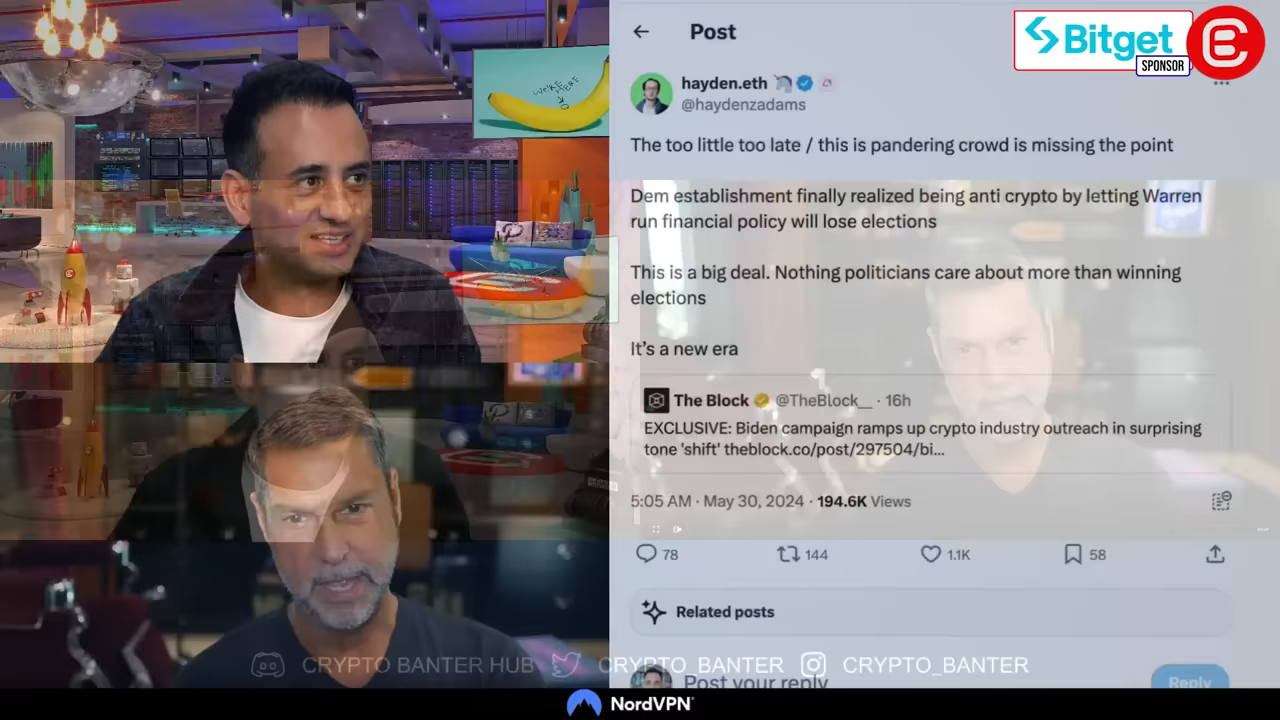 WE'RE HERE
Post
Bitget
SPONSOR
hayden.eth
@haydenzadams
The too little too late / this is pandering crowd is missing the point
Dem establishment finally realized being anti crypto by letting Warren
run financial policy will lose elections
This is a big deal. Nothing politicians care about more than winning
elections
It's a new era
The Block @TheBlock__ · 16h
EXCLUSIVE: Biden campaign ramps up crypto industry outreach in surprising
tone 'shift' theblock.co/post/297504/bi...
5:05 AM · May 30, 2024 · 194.6K Views
78 144 1.1K 58
Related posts
Post your reply Reply
CRYPTO BANTER HUB CRYPTO_BANTER CRYPTO_BANTER
NordVPN